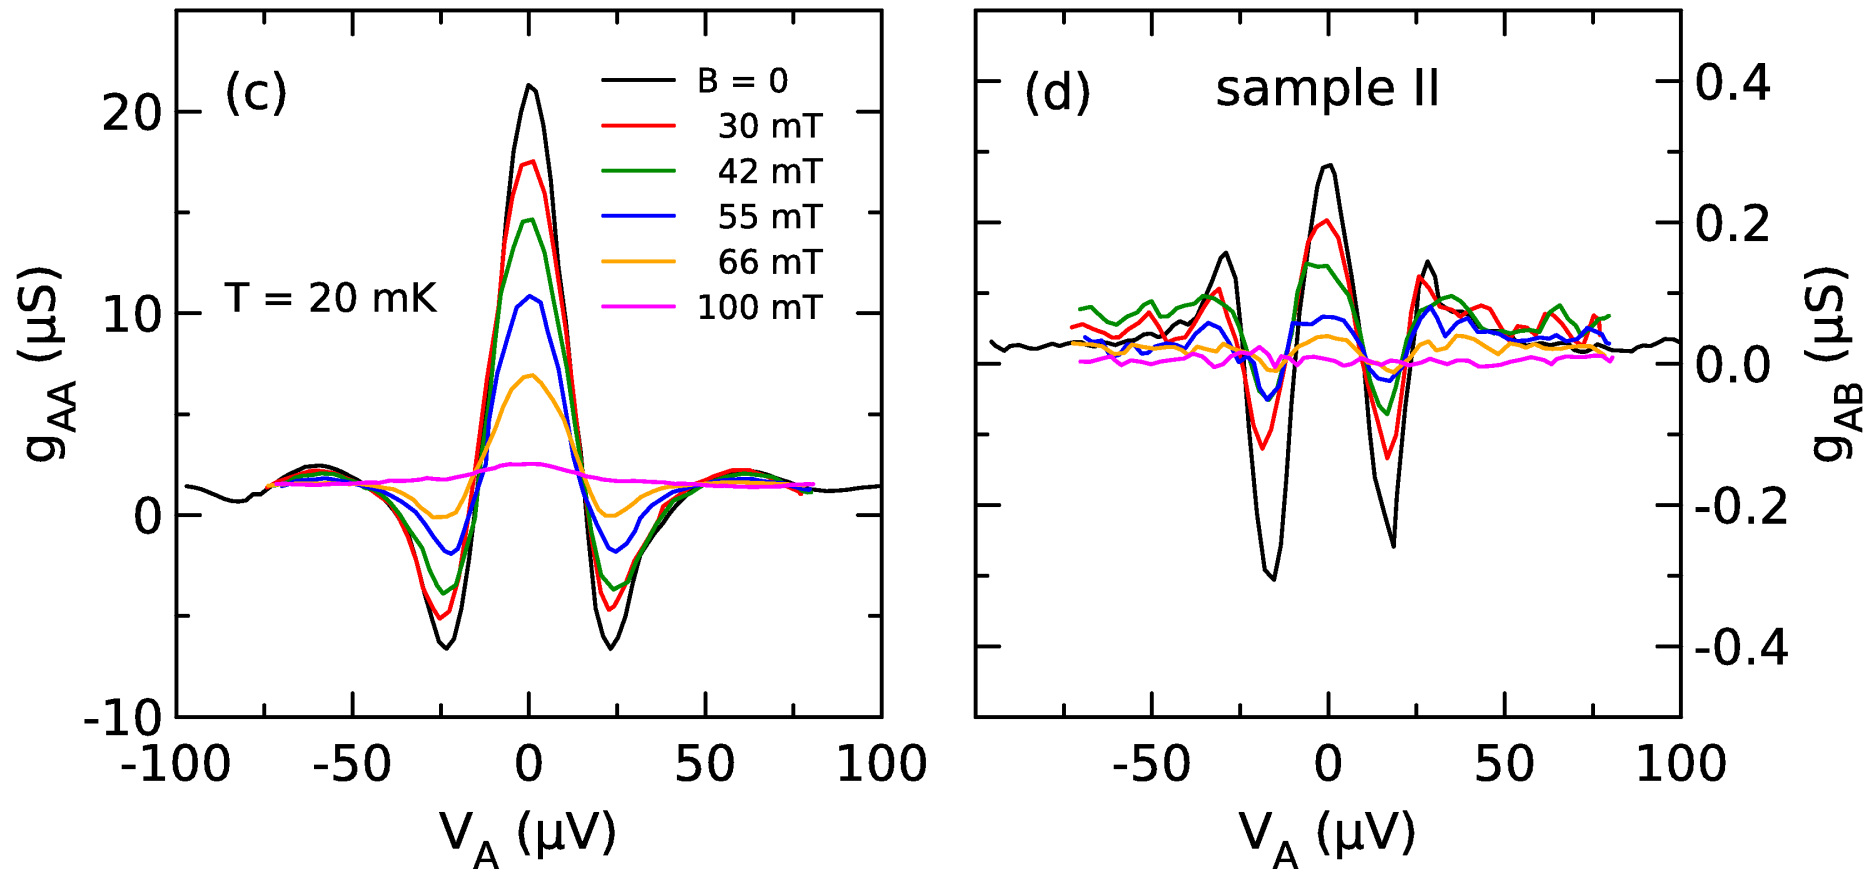 (c)
B = 0
30 mT
42 mT
55 mT
66 mT
100 mT
T = 20 mK
20
10
0
-10
-100
-50
0
50
100
g_AA (μS)
V_A (μV)
(d)
sample II
0.4
0.2
0.0
-0.2
-0.4
-50
0
50
100
g_AB (μS)
V_A (μV)